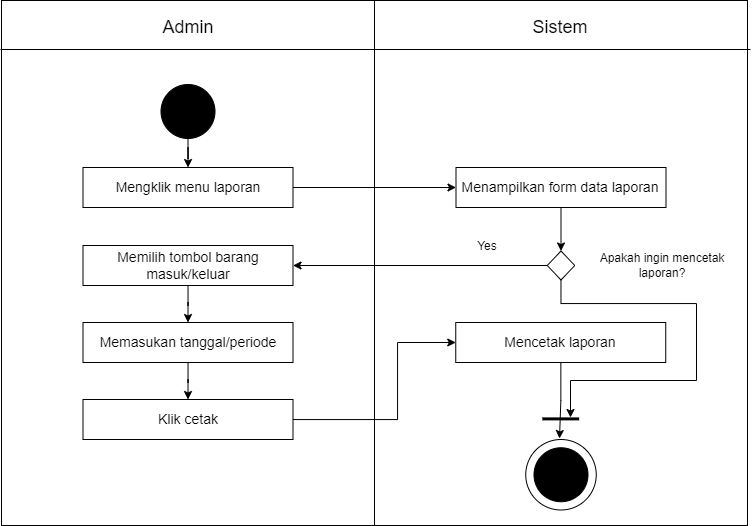 Admin
Sistem
Mengklik menu laporan
Menampilkan form data laporan
Yes
Apakah ingin mencetak
laporan?
Memilih tombol barang
masuk/keluar
Memasukan tanggal/periode
Mencetak laporan
Klik cetak